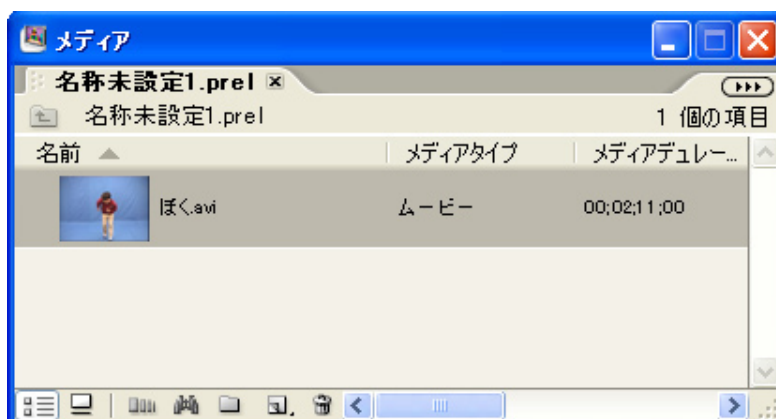 メディア
名称未設定1.prel
名称未設定1.prel 1 個の項目
名前 メディアタイプ メディアデュレー...
ぼく.avi ムービー 00;02;11;00